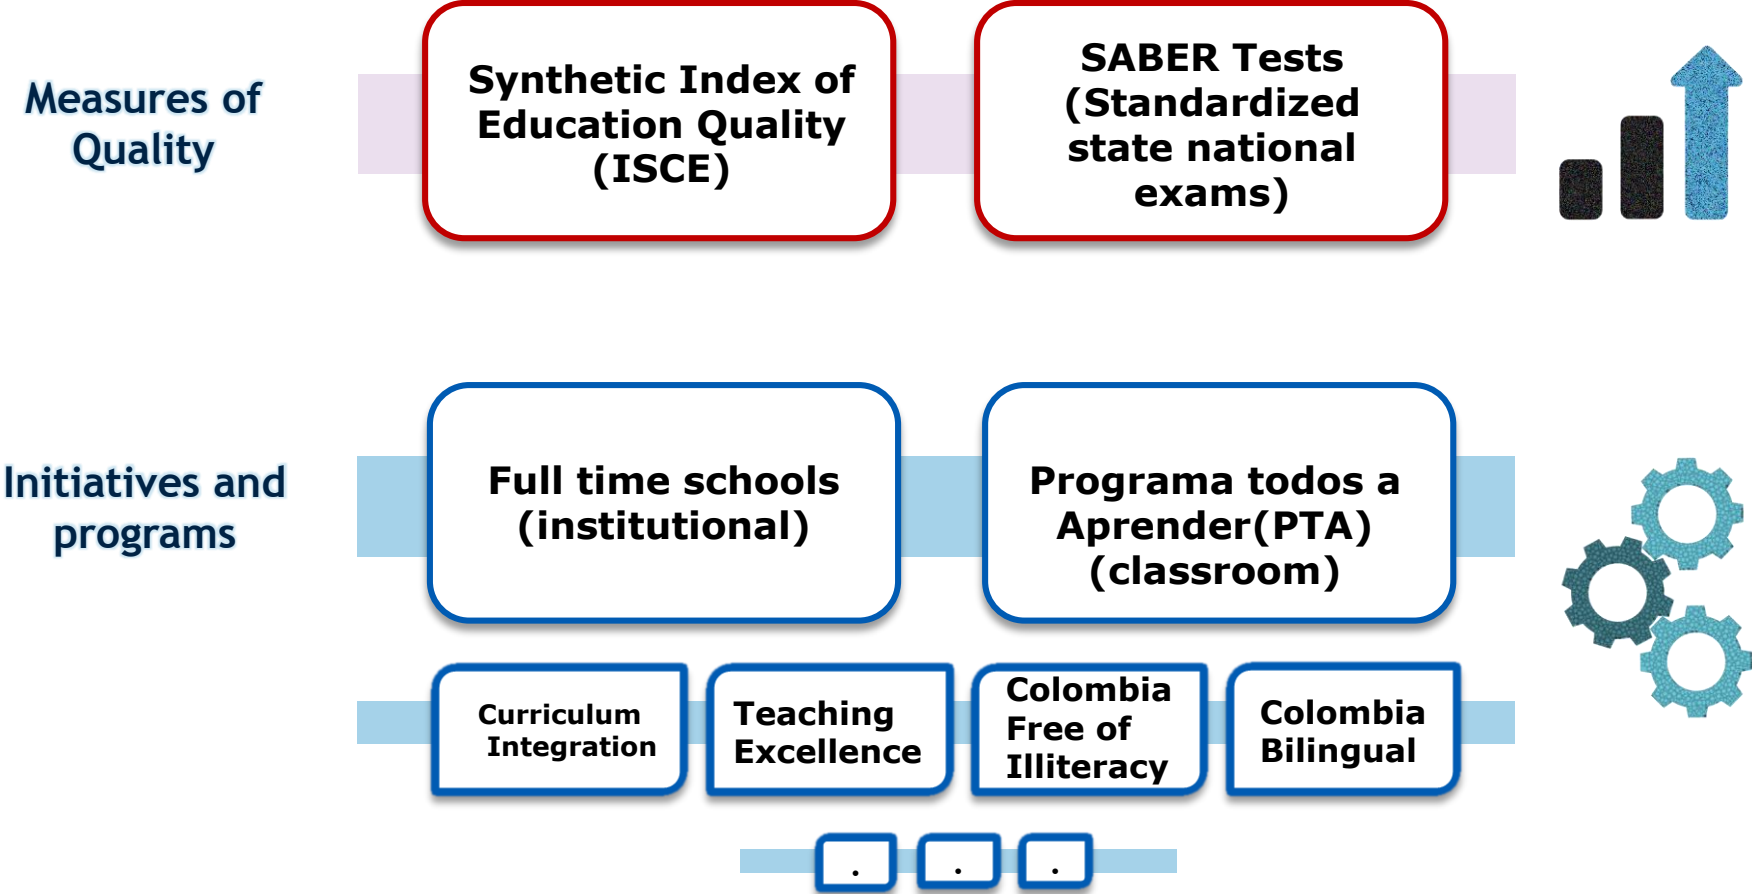 Measures of
Quality
Synthetic Index of
Education Quality
(ISCE)
SABER Tests
(Standardized
state national
exams)
Initiatives and
programs
Full time schools
(institutional)
Programa todos a
Aprender(PTA)
(classroom)
Curriculum
Integration
Teaching
Excellence
Colombia
Free of
Illiteracy
Colombia
Bilingual
.
.
.